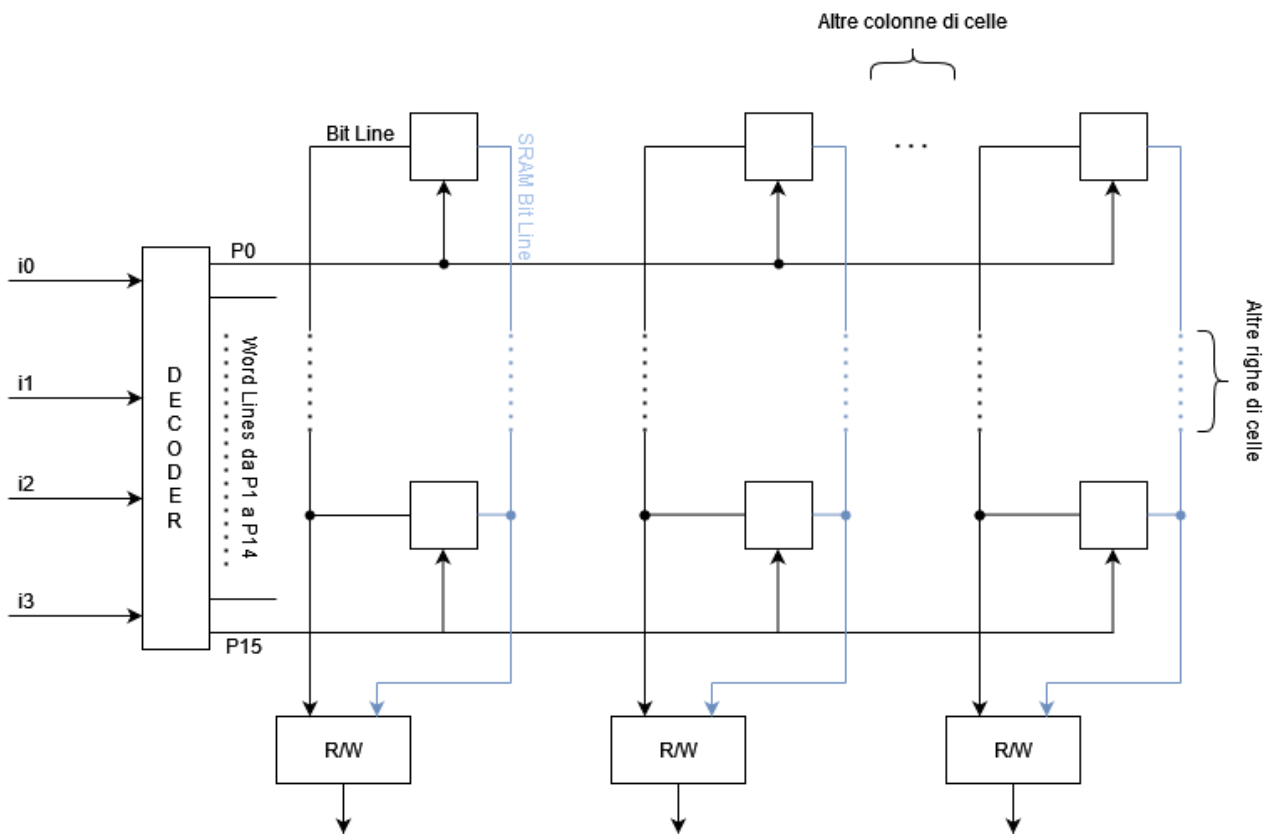 Altre colonne di celle
Bit Line
SRAM Bit Line
...
P0
i0
i1
i2
i3
DECODER
Word Lines da P1 a P14
P15
Altre righe di celle
R/W
R/W
R/W